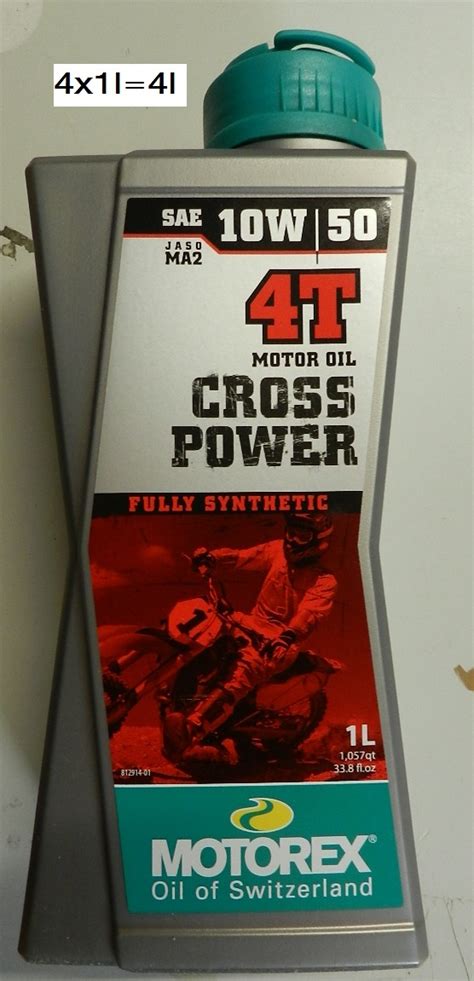 4x1l=4l
SAE 10W|50
JASO
MA2
4T
MOTOR OIL
CROSS
POWER
FULLY SYNTHETIC
1
1L
1,057qt
33.8 fl.oz
812914-01
MOTOREX®
Oil of Switzerland